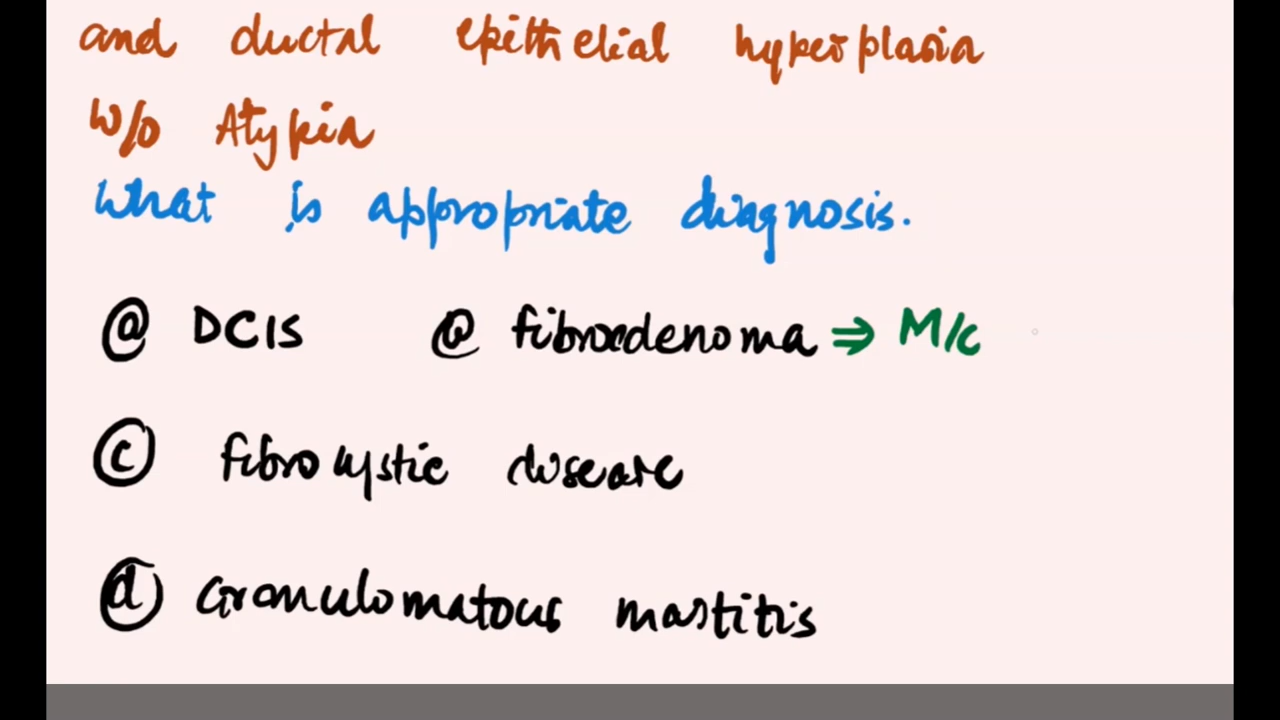 and ductal epithelial hyperplasia
w/o Atypia
What is appropriate diagnosis.
ⓐ DCIS ⓑ fibroadenoma ⇒ M/c
ⓒ fibrocystic disease
ⓓ Granulomatous mastitis